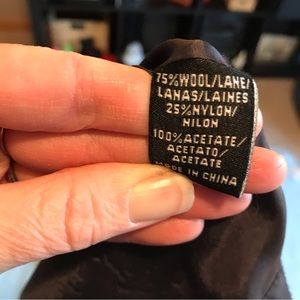 75%WOOL/LANE/
LANAS/LAINES
25%NYLON/
NILON
100%ACETATE/
ACETATO/
ACETATE
MADE IN CHINA